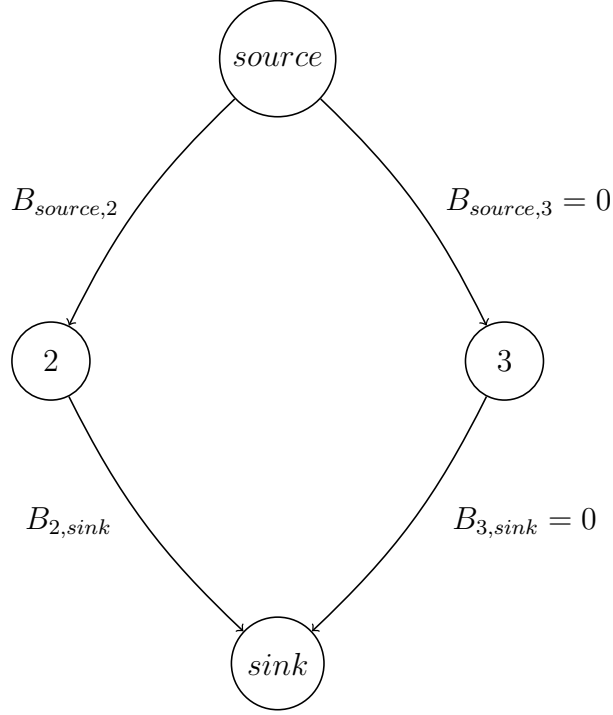 source
B_{source,2}
B_{source,3} = 0
2
3
B_{2,sink}
B_{3,sink} = 0
sink